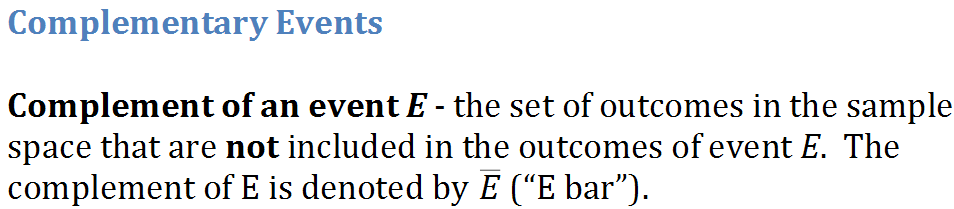 Complementary Events
Complement of an event E - the set of outcomes in the sample
space that are not included in the outcomes of event E.  The
complement of E is denoted by E̅ (“E bar”).